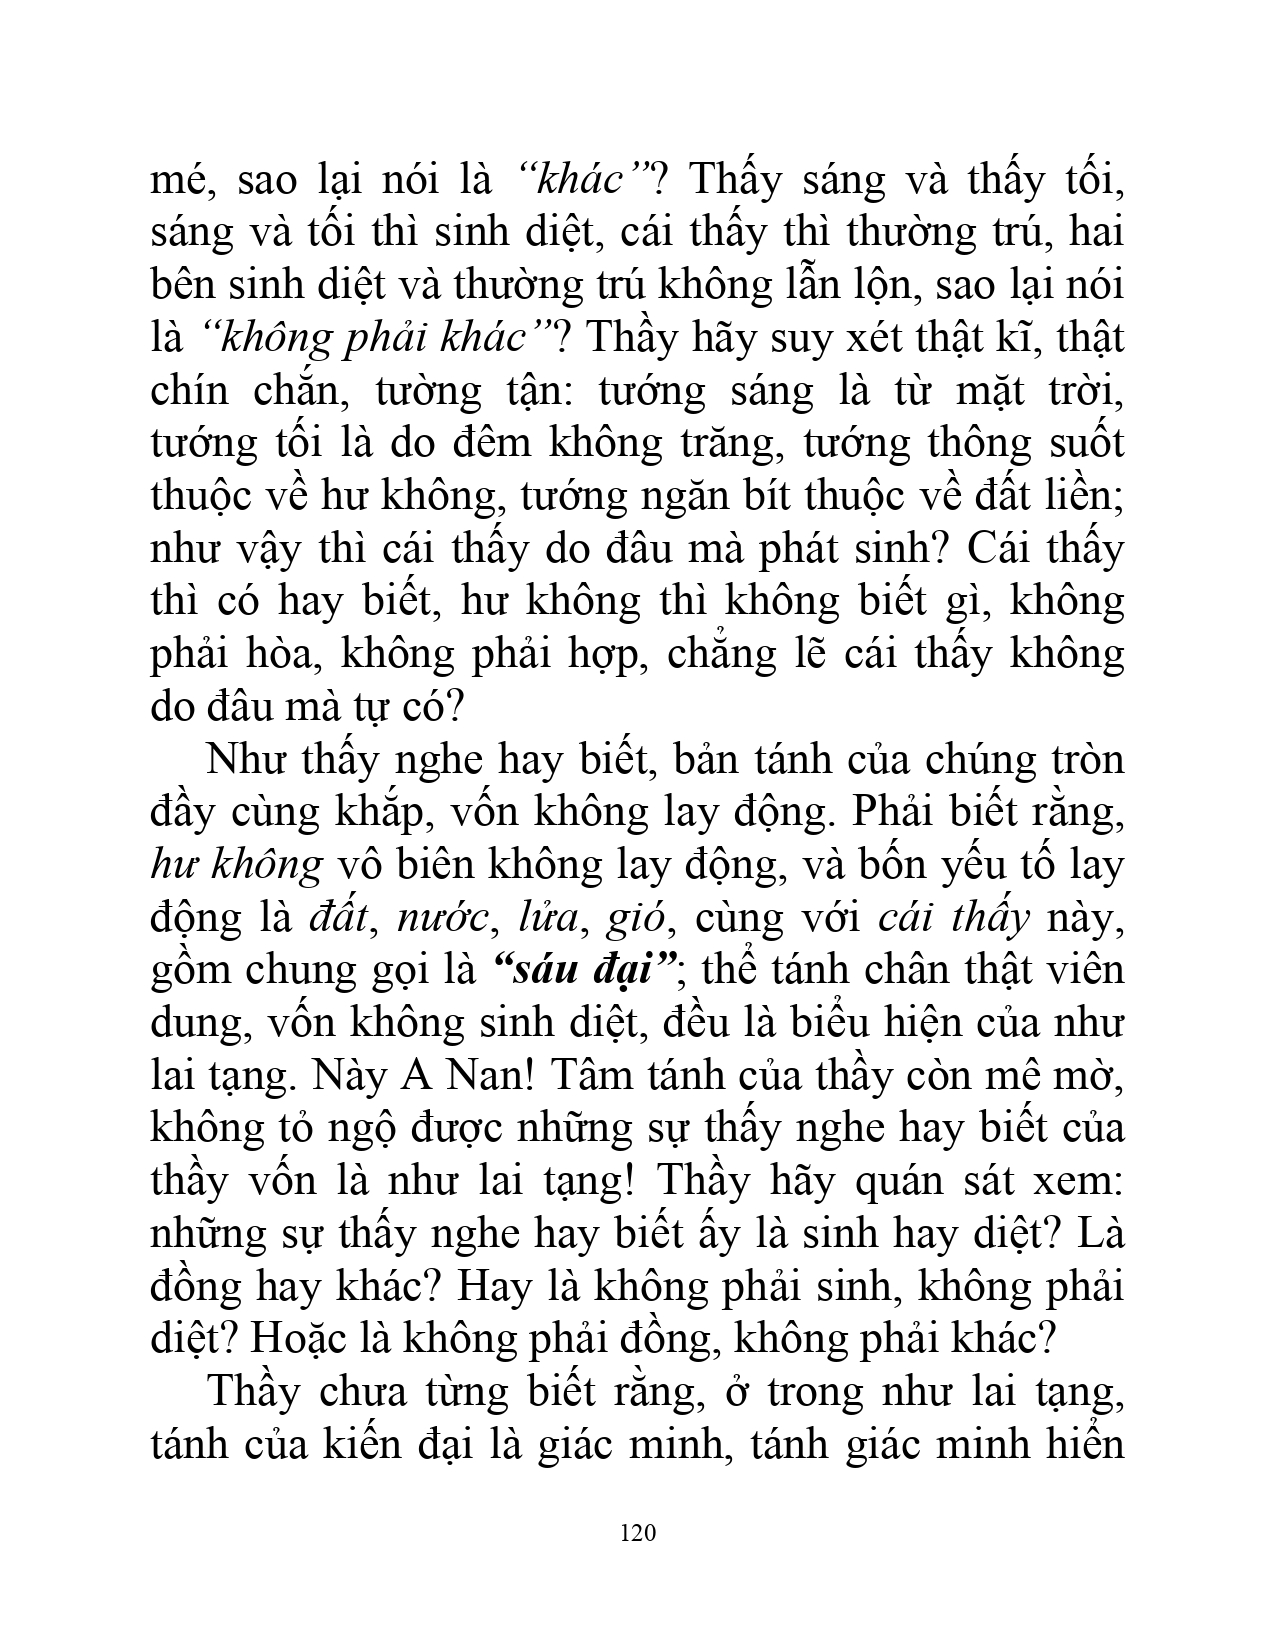 mé, sao lại nói là “khác”? Thấy sáng và thấy tối,
sáng và tối thì sinh diệt, cái thấy thì thường trú, hai
bên sinh diệt và thường trú không lẫn lộn, sao lại nói
là “không phải khác”? Thầy hãy suy xét thật kĩ, thật
chín chắn, tường tận: tướng sáng là từ mặt trời,
tướng tối là do đêm không trăng, tướng thông suốt
thuộc về hư không, tướng ngăn bít thuộc về đất liền;
như vậy thì cái thấy do đâu mà phát sinh? Cái thấy
thì có hay biết, hư không thì không biết gì, không
phải hòa, không phải hợp, chẳng lẽ cái thấy không
do đâu mà tự có?
Như thấy nghe hay biết, bản tánh của chúng tròn
đầy cùng khắp, vốn không lay động. Phải biết rằng,
hư không vô biên không lay động, và bốn yếu tố lay
động là đất, nước, lửa, gió, cùng với cái thấy này,
gồm chung gọi là “sáu đại”; thể tánh chân thật viên
dung, vốn không sinh diệt, đều là biểu hiện của như
lai tạng. Này A Nan! Tâm tánh của thầy còn mê mờ,
không tỏ ngộ được những sự thấy nghe hay biết của
thầy vốn là như lai tạng! Thầy hãy quán sát xem:
những sự thấy nghe hay biết ấy là sinh hay diệt? Là
đồng hay khác? Hay là không phải sinh, không phải
diệt? Hoặc là không phải đồng, không phải khác?
Thầy chưa từng biết rằng, ở trong như lai tạng,
tánh của kiến đại là giác minh, tánh giác minh hiển
120